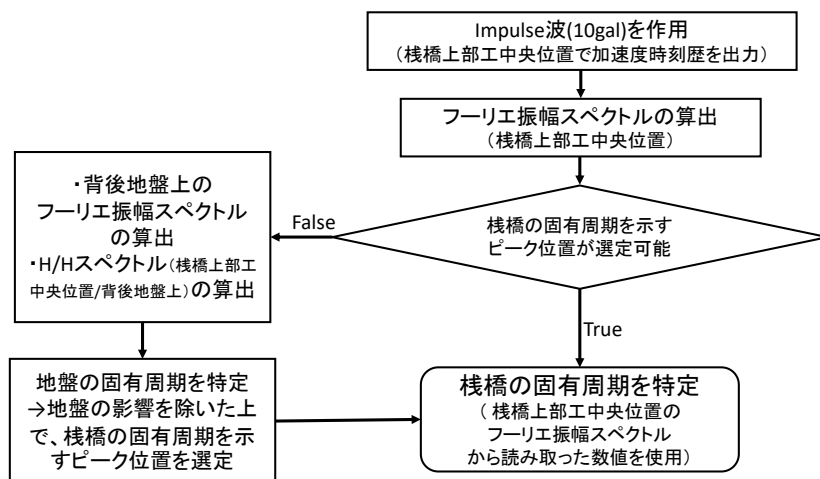 Impulse波(10gal)を作用
(桟橋上部工中央位置で加速度時刻歴を出力)
フーリエ振幅スペクトルの算出
(桟橋上部工中央位置)
桟橋の固有周期を示す
ピーク位置が選定可能
False
True
・背後地盤上の
フーリエ振幅スペクトル
の算出
・H/Hスペクトル(桟橋上部工
中央位置/背後地盤上)の算出
地盤の固有周期を特定
→地盤の影響を除いた上
で、桟橋の固有周期を示
すピーク位置を選定
桟橋の固有周期を特定
( 桟橋上部工中央位置の
フーリエ振幅スペクトル
から読み取った数値を使用)